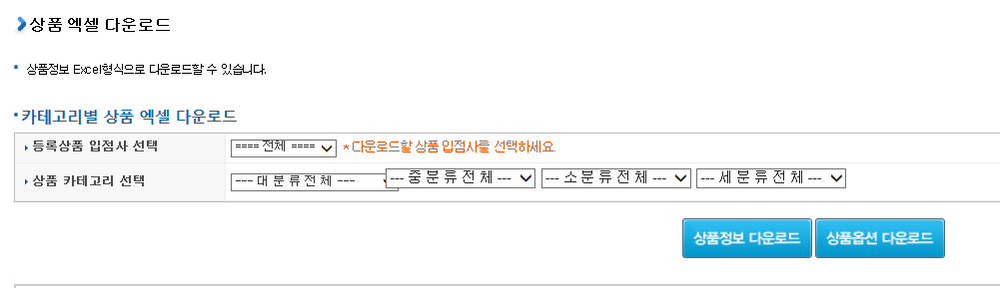 상품 엑셀 다운로드
상품정보 Excel형식으로 다운로드할 수 있습니다.
카테고리별 상품 엑셀 다운로드
등록상품 입점사 선택 ==== 전체 ==== * 다운로드할 상품 입점사를 선택하세요
상품 카테고리 선택 --- 대 분 류 전 체 --- --- 중 분 류 전 체 --- --- 소 분 류 전 체 --- --- 세 분 류 전 체 ---
상품정보 다운로드 상품옵션 다운로드